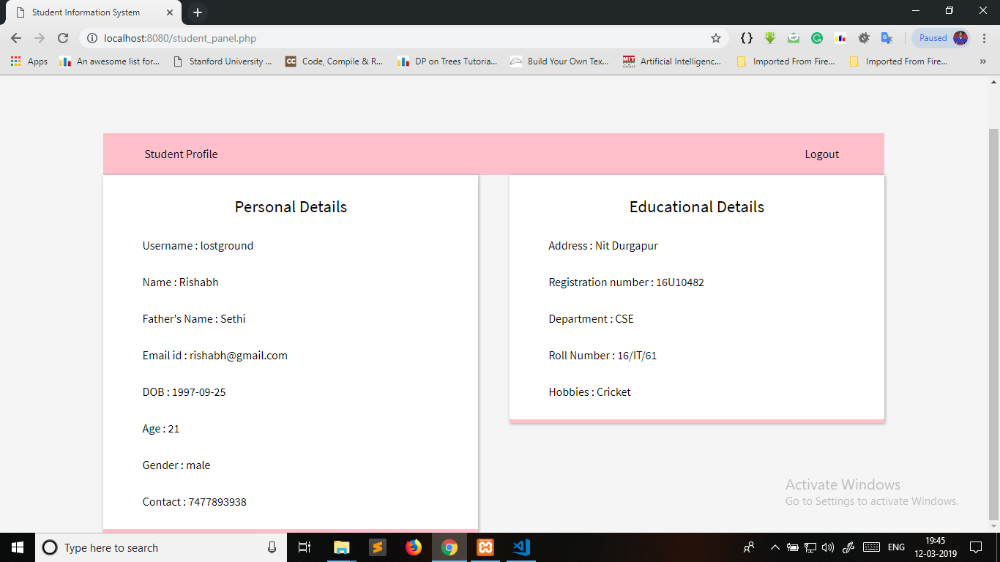 Student Information System
localhost:8080/student_panel.php
Paused
Apps
An awesome list for...
Stanford University ...
CC
Code, Compile & R...
DP on Trees Tutoria...
Build Your Own Tex...
MIT
OCW
Artificial Intelligenc...
Imported From Fire...
Imported From Fire...
Student Profile
Logout
Personal Details
Username : lostground
Name : Rishabh
Father's Name : Sethi
Email id : rishabh@gmail.com
DOB : 1997-09-25
Age : 21
Gender : male
Contact : 7477893938
Educational Details
Address : Nit Durgapur
Registration number : 16U10482
Department : CSE
Roll Number : 16/IT/61
Hobbies : Cricket
Activate Windows
Go to Settings to activate Windows.
Type here to search
ENG
19:45
12-03-2019